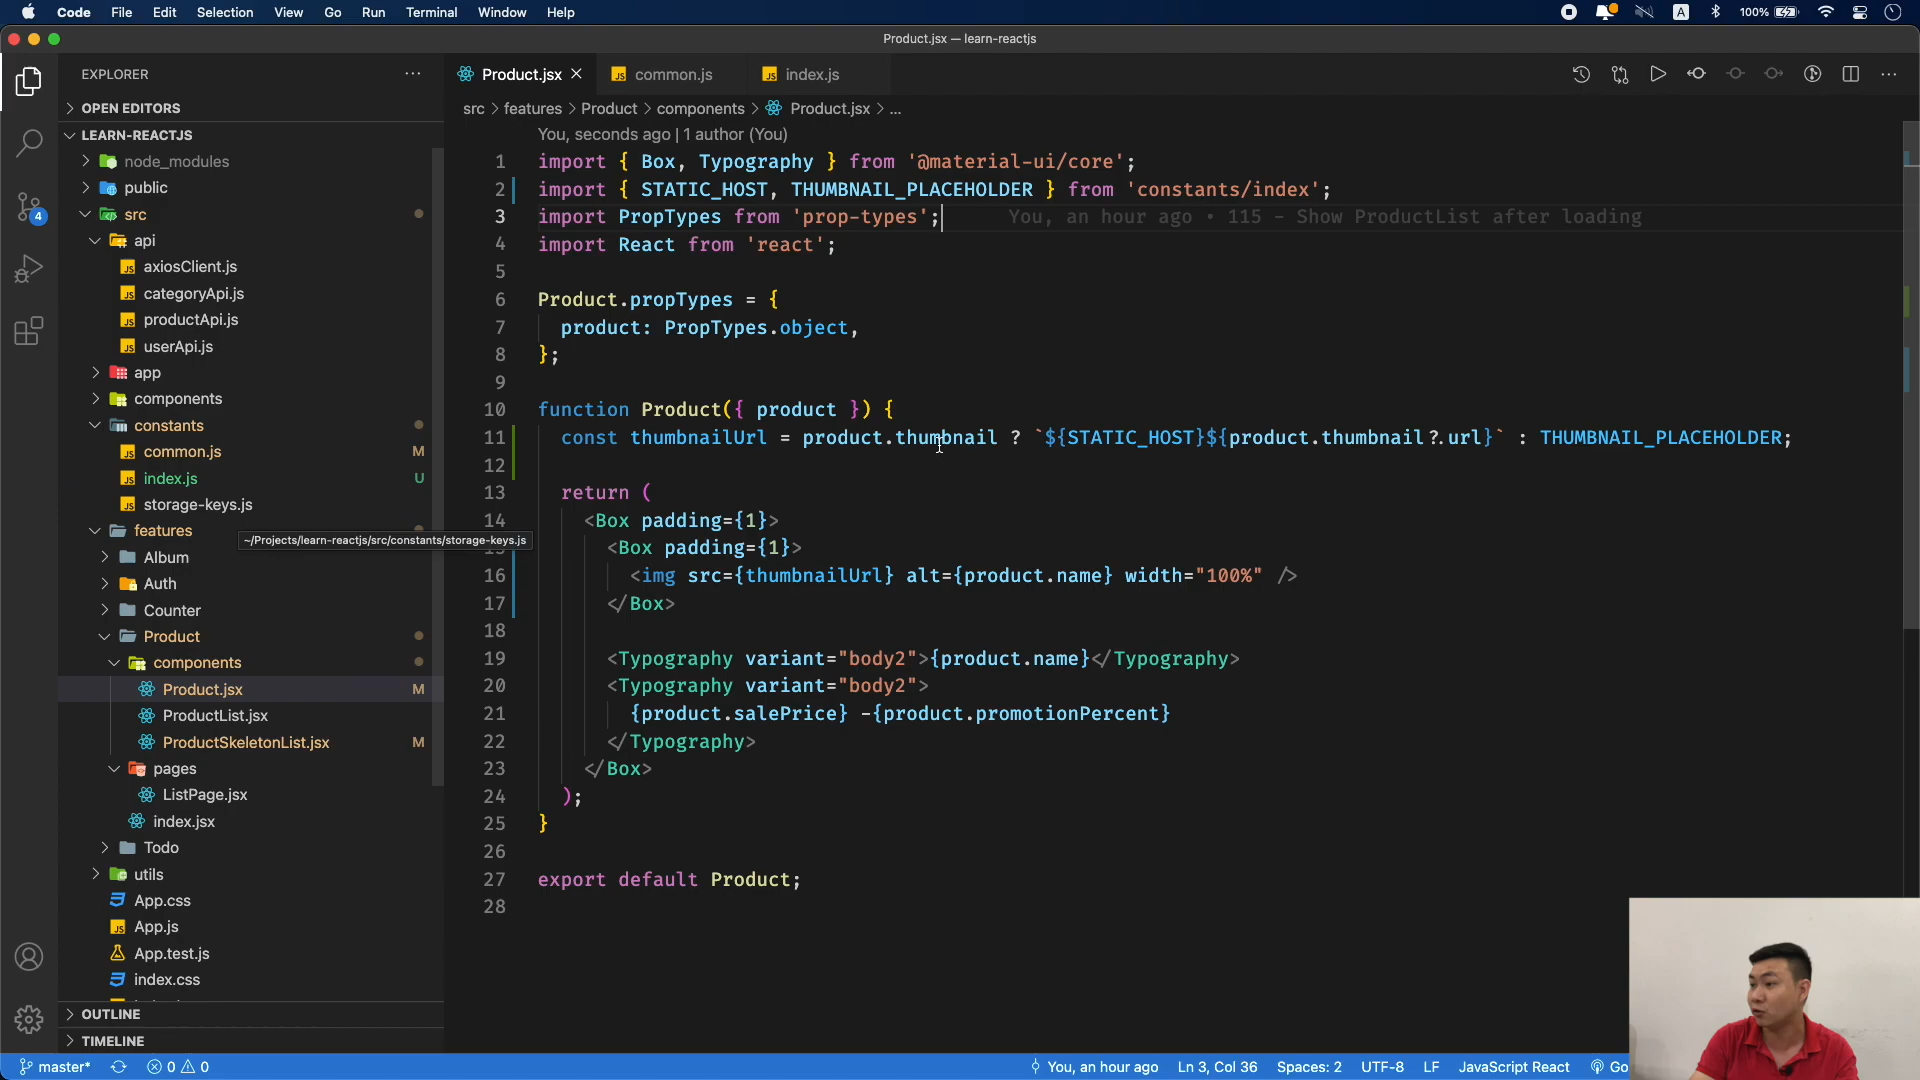 Code File Edit Selection View Go Run Terminal Window Help
A 100%
Product.jsx — learn-reactjs
EXPLORER ···
Product.jsx × common.js index.js
OPEN EDITORS
src > features > Product > components > Product.jsx > ...
LEARN-REACTJS
node_modules
public
src
api
axiosClient.js
categoryApi.js
productApi.js
userApi.js
app
components
constants
common.js M
index.js U
storage-keys.js
features
~/Projects/learn-reactjs/src/constants/storage-keys.js
Album
Auth
Counter
Product
components
Product.jsx M
ProductList.jsx
ProductSkeletonList.jsx M
pages
ListPage.jsx
index.jsx
Todo
utils
App.css
App.js
App.test.js
index.css
OUTLINE
TIMELINE
4
You, seconds ago | 1 author (You)
1 import { Box, Typography } from '@material-ui/core';
2 import { STATIC_HOST, THUMBNAIL_PLACEHOLDER } from 'constants/index';
3 import PropTypes from 'prop-types'; You, an hour ago • 115 - Show ProductList after loading
4 import React from 'react';
5
6 Product.propTypes = {
7 product: PropTypes.object,
8 };
9
10 function Product({ product }) {
11 const thumbnailUrl = product.thumbnail ? `${STATIC_HOST}${product.thumbnail?.url}` : THUMBNAIL_PLACEHOLDER;
12
13 return (
14 <Box padding={1}>
<Box padding={1}>
16 <img src={thumbnailUrl} alt={product.name} width="100%" />
17 </Box>
18
19 <Typography variant="body2">{product.name}</Typography>
20 <Typography variant="body2">
21 {product.salePrice} -{product.promotionPercent}
22 </Typography>
23 </Box>
24 );
25 }
26
27 export default Product;
28
master* 0 0 You, an hour ago Ln 3, Col 36 Spaces: 2 UTF-8 LF JavaScript React Go